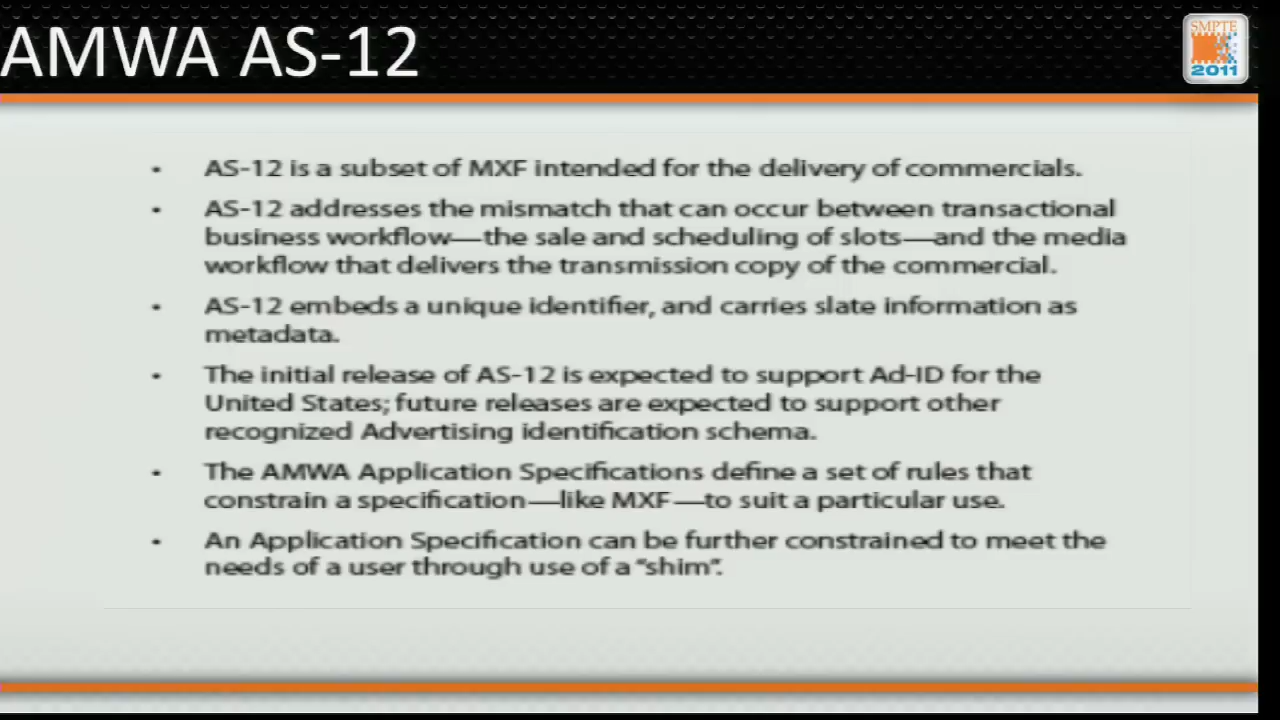 AMWA AS-12
SMPTE
2011
• AS-12 is a subset of MXF intended for the delivery of commercials.
• AS-12 addresses the mismatch that can occur between transactional
business workflow—the sale and scheduling of slots—and the media
workflow that delivers the transmission copy of the commercial.
• AS-12 embeds a unique identifier, and carries slate information as
metadata.
• The initial release of AS-12 is expected to support Ad-ID for the
United States; future releases are expected to support other
recognized Advertising identification schema.
• The AMWA Application Specifications define a set of rules that
constrain a specification—like MXF—to suit a particular use.
• An Application Specification can be further constrained to meet the
needs of a user through use of a “shim”.